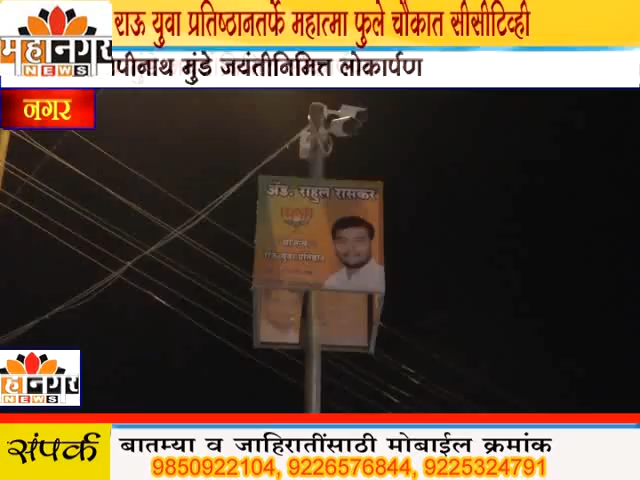 राऊ युवा प्रतिष्ठानतर्फे महात्मा फुले चौकात सीसीटिव्ही
महानगर
NEWS
पीनाथ मुंडे जयंतीनिमित्त लोकार्पण
नगर
अॅड. राहुल रासकर
महानगर
NEWS
संपर्क
बातम्या व जाहिरातींसाठी मोबाईल क्रमांक
9850922104, 9226576844, 9225324791